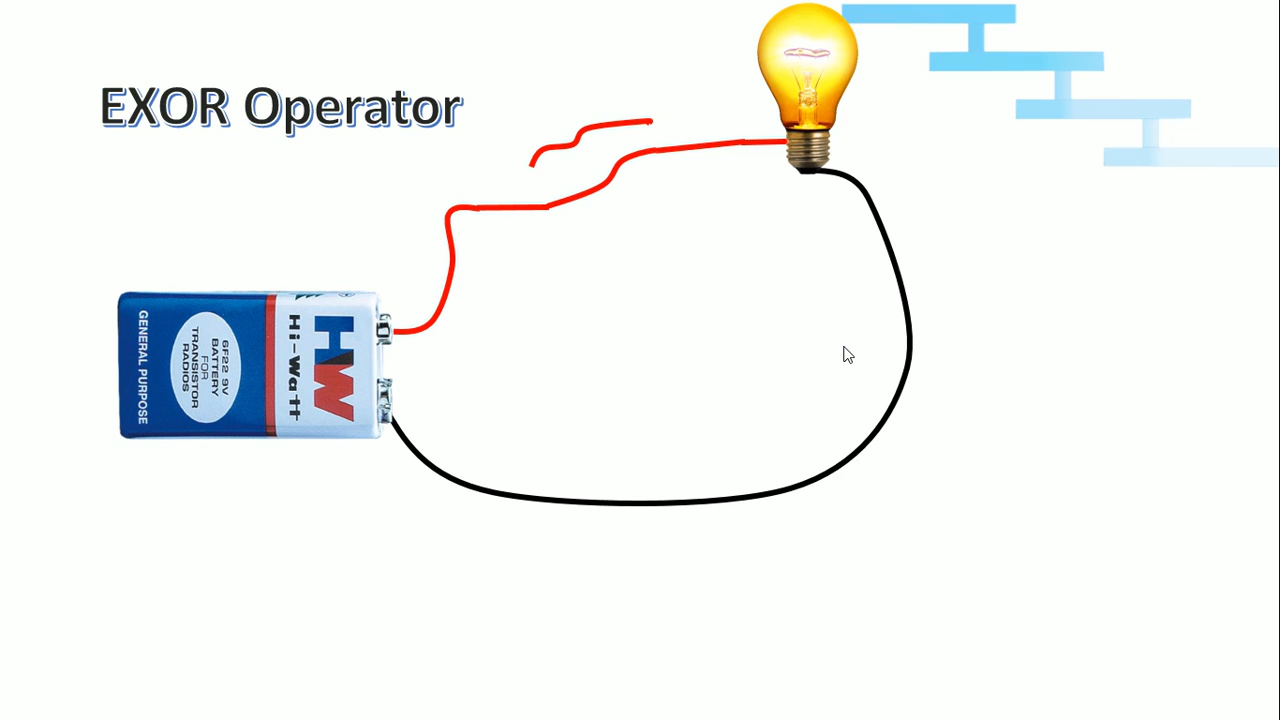 EXOR Operator
HW
Hi-Watt
6F22 9V
BATTERY
FOR
TRANSISTOR
RADIOS
GENERAL PURPOSE